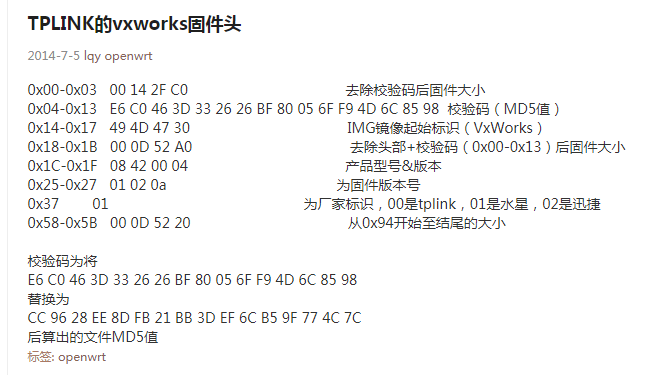 TPLINK的vxworks固件头
2014-7-5 lqy openwrt
0x00-0x03 00 14 2F C0 去除校验码后固件大小
0x04-0x13 E6 C0 46 3D 33 26 26 BF 80 05 6F F9 4D 6C 85 98 校验码（MD5值）
0x14-0x17 49 4D 47 30 IMG镜像起始标识（VxWorks）
0x18-0x1B 00 0D 52 A0 去除头部+校验码（0x00-0x13）后固件大小
0x1C-0x1F 08 42 00 04 产品型号&版本
0x25-0x27 01 02 0a 为固件版本号
0x37 01 为厂家标识，00是tplink，01是水星，02是迅捷
0x58-0x5B 00 0D 52 20 从0x94开始至结尾的大小
校验码为将
E6 C0 46 3D 33 26 26 BF 80 05 6F F9 4D 6C 85 98
替换为
CC 96 28 EE 8D FB 21 BB 3D EF 6C B5 9F 77 4C 7C
后算出的文件MD5值
标签: openwrt